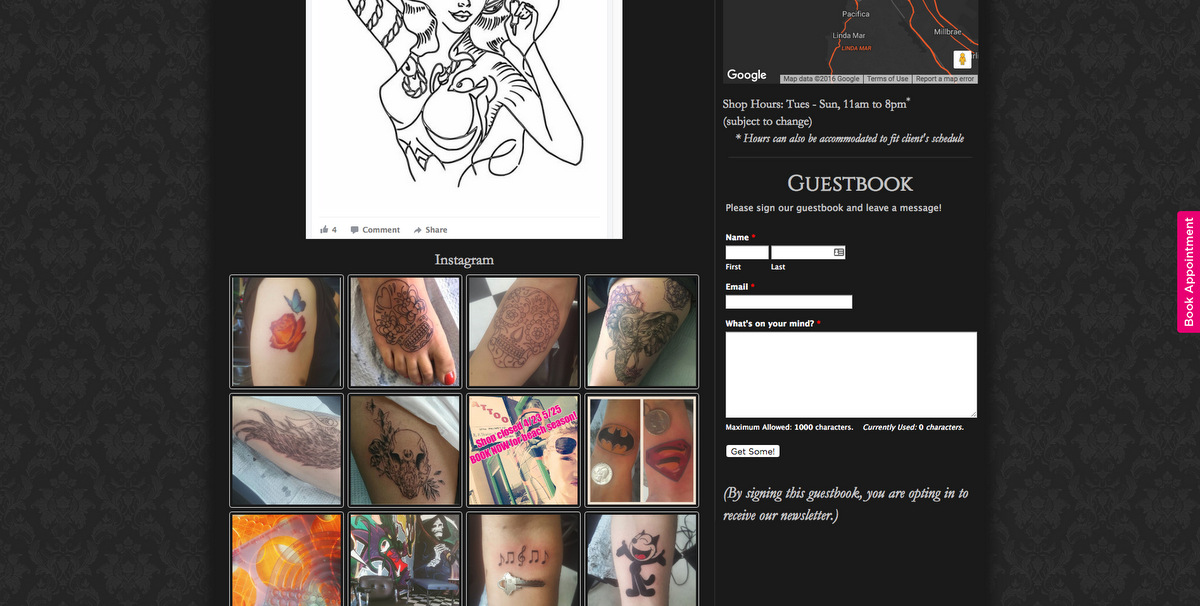 4 Comment Share
Instagram
TATTOO
Shop closed 4/23 5/25
BOOK NOW for beach season!
Pacifica
Linda Mar
LINDA MAR
Millbrae
Google
Map data ©2016 Google Terms of Use Report a map error
Shop Hours: Tues - Sun, 11am to 8pm*
(subject to change)
* Hours can also be accommodated to fit client's schedule
Guestbook
Please sign our guestbook and leave a message!
Name *
First Last
Email *
What's on your mind? *
Maximum Allowed: 1000 characters. Currently Used: 0 characters.
Get Some!
(By signing this guestbook, you are opting in to
receive our newsletter.)
Book Appointment